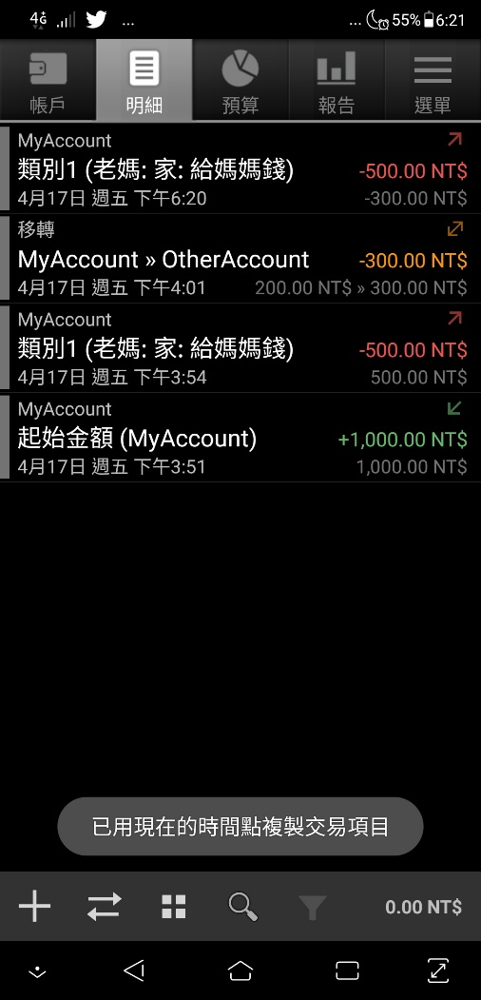 4G ... ... 55% 6:21
帳戶 明細 預算 報告 選單
MyAccount
類別1 (老媽: 家: 給媽媽錢) -500.00 NT$
4月17日 週五 下午6:20 -300.00 NT$
移轉
MyAccount » OtherAccount -300.00 NT$
4月17日 週五 下午4:01 200.00 NT$ » 300.00 NT$
MyAccount
類別1 (老媽: 家: 給媽媽錢) -500.00 NT$
4月17日 週五 下午3:54 500.00 NT$
MyAccount
起始金額 (MyAccount) +1,000.00 NT$
4月17日 週五 下午3:51 1,000.00 NT$
已用現在的時間點複製交易項目
0.00 NT$